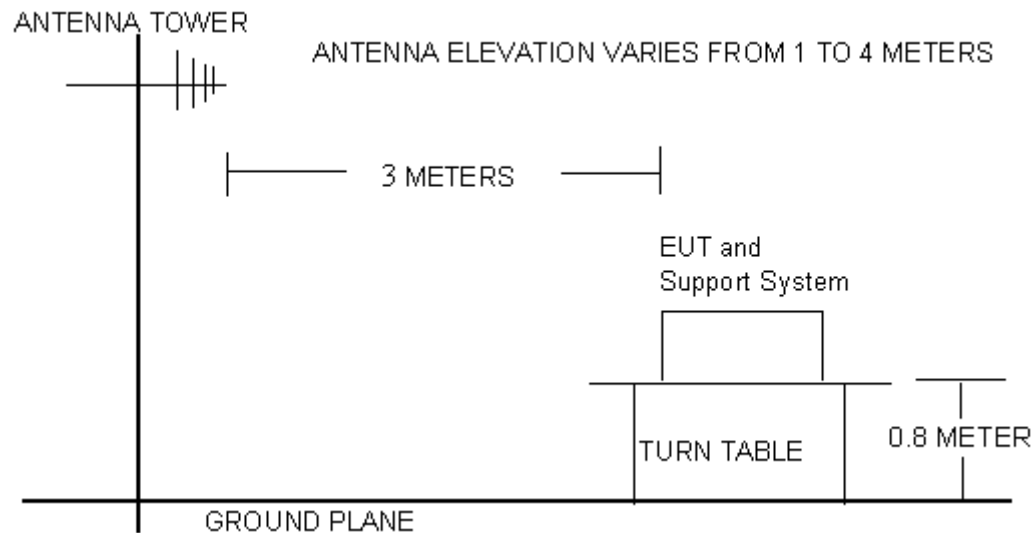 ANTENNA TOWER
ANTENNA ELEVATION VARIES FROM 1 TO 4 METERS
3 METERS
EUT and
Support System
0.8 METER
TURN TABLE
GROUND PLANE